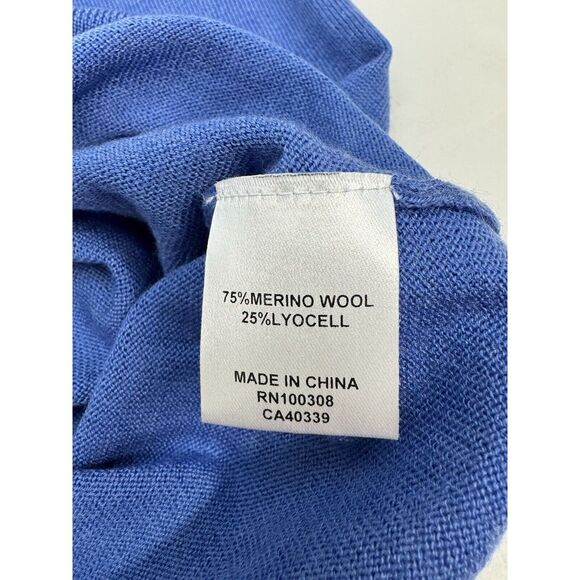 75%MERINO WOOL
25%LYOCELL
MADE IN CHINA
RN100308
CA40339